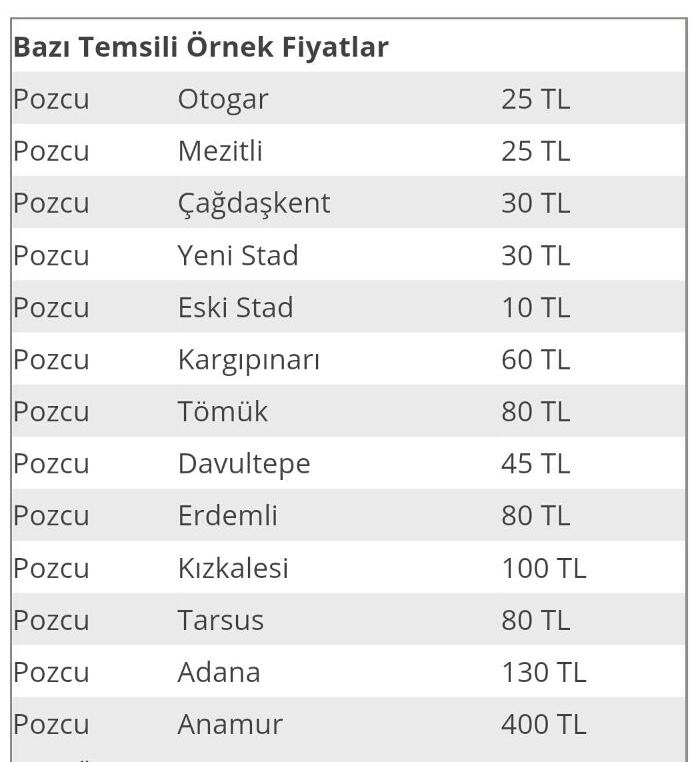 Bazı Temsili Örnek Fiyatlar
Pozcu Otogar 25 TL
Pozcu Mezitli 25 TL
Pozcu Çağdaşkent 30 TL
Pozcu Yeni Stad 30 TL
Pozcu Eski Stad 10 TL
Pozcu Kargıpınarı 60 TL
Pozcu Tömük 80 TL
Pozcu Davultepe 45 TL
Pozcu Erdemli 80 TL
Pozcu Kızkalesi 100 TL
Pozcu Tarsus 80 TL
Pozcu Adana 130 TL
Pozcu Anamur 400 TL